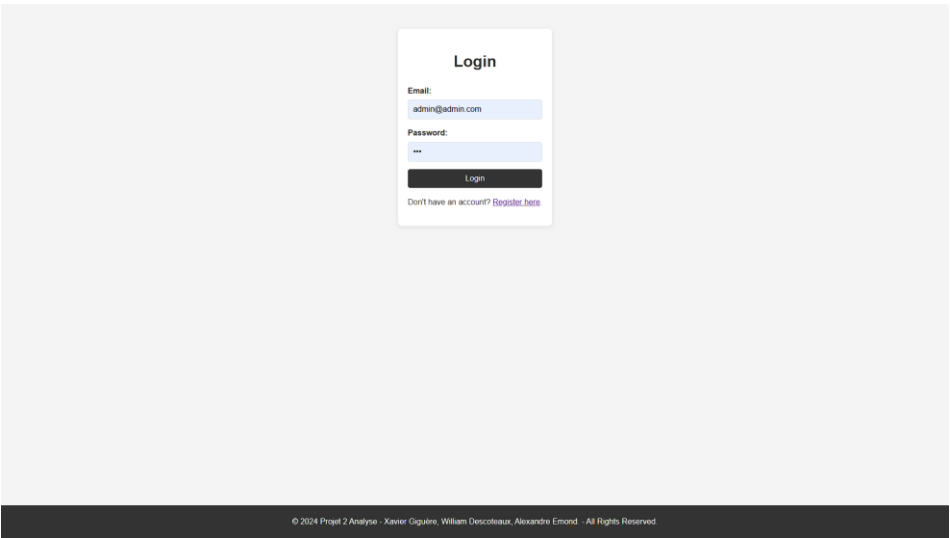 Login
Email:
admin@admin.com
Password:
•••
Login
Don't have an account? Register here.
© 2024 Projet 2 Analyse - Xavier Giguère, William Descoteaux, Alexandre Emond. - All Rights Reserved.